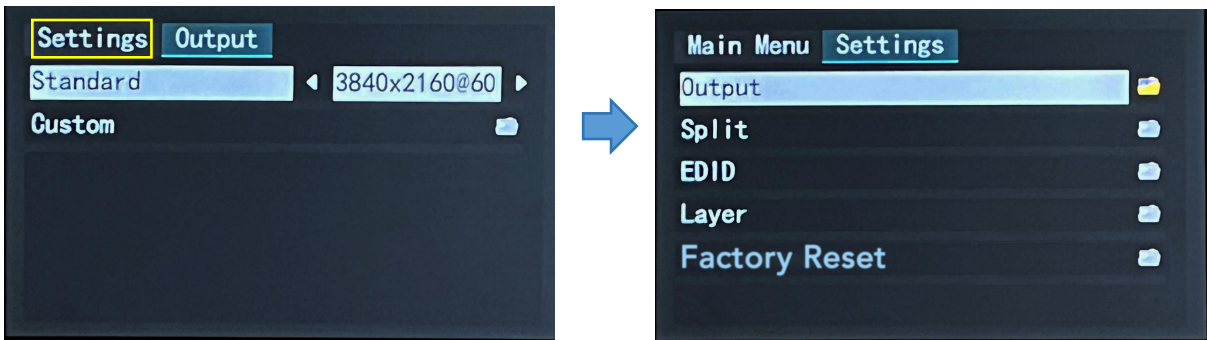 Settings Output
Standard 3840x2160@60
Custom
Main Menu Settings
Output
Split
EDID
Layer
Factory Reset